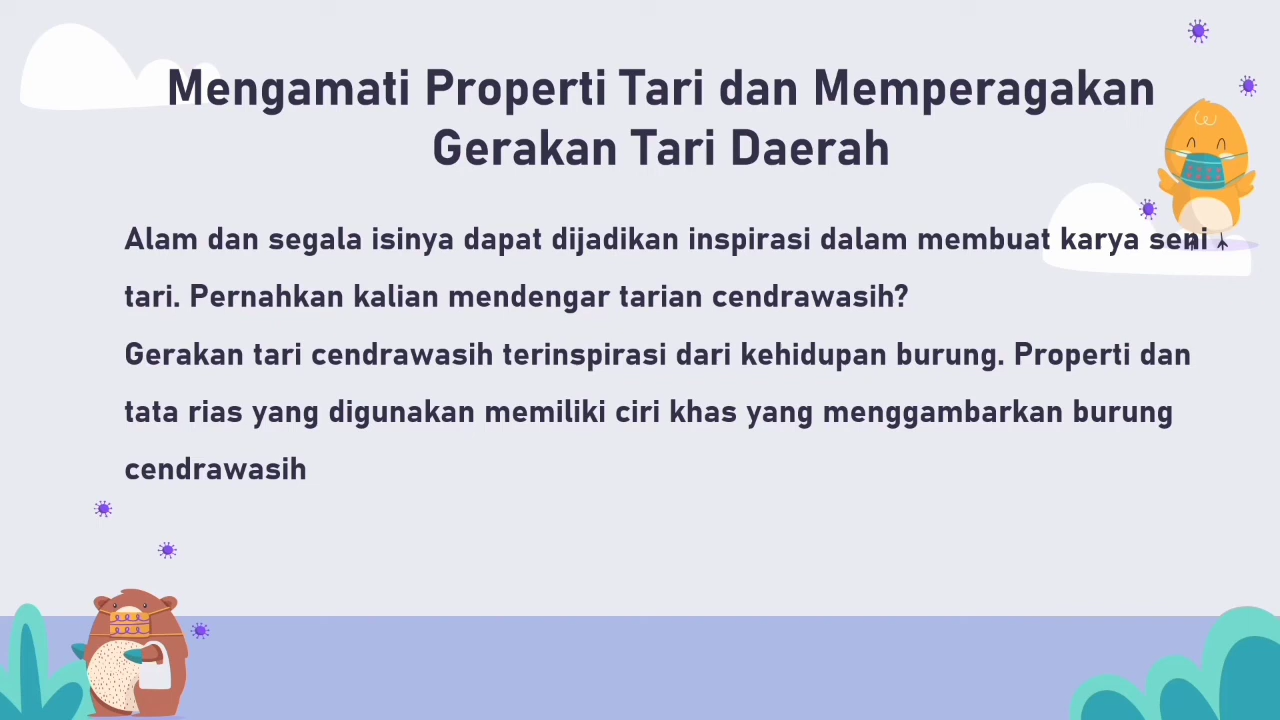 Mengamati Properti Tari dan Memperagakan
Gerakan Tari Daerah
Alam dan segala isinya dapat dijadikan inspirasi dalam membuat karya seni
tari. Pernahkan kalian mendengar tarian cendrawasih?
Gerakan tari cendrawasih terinspirasi dari kehidupan burung. Properti dan
tata rias yang digunakan memiliki ciri khas yang menggambarkan burung
cendrawasih